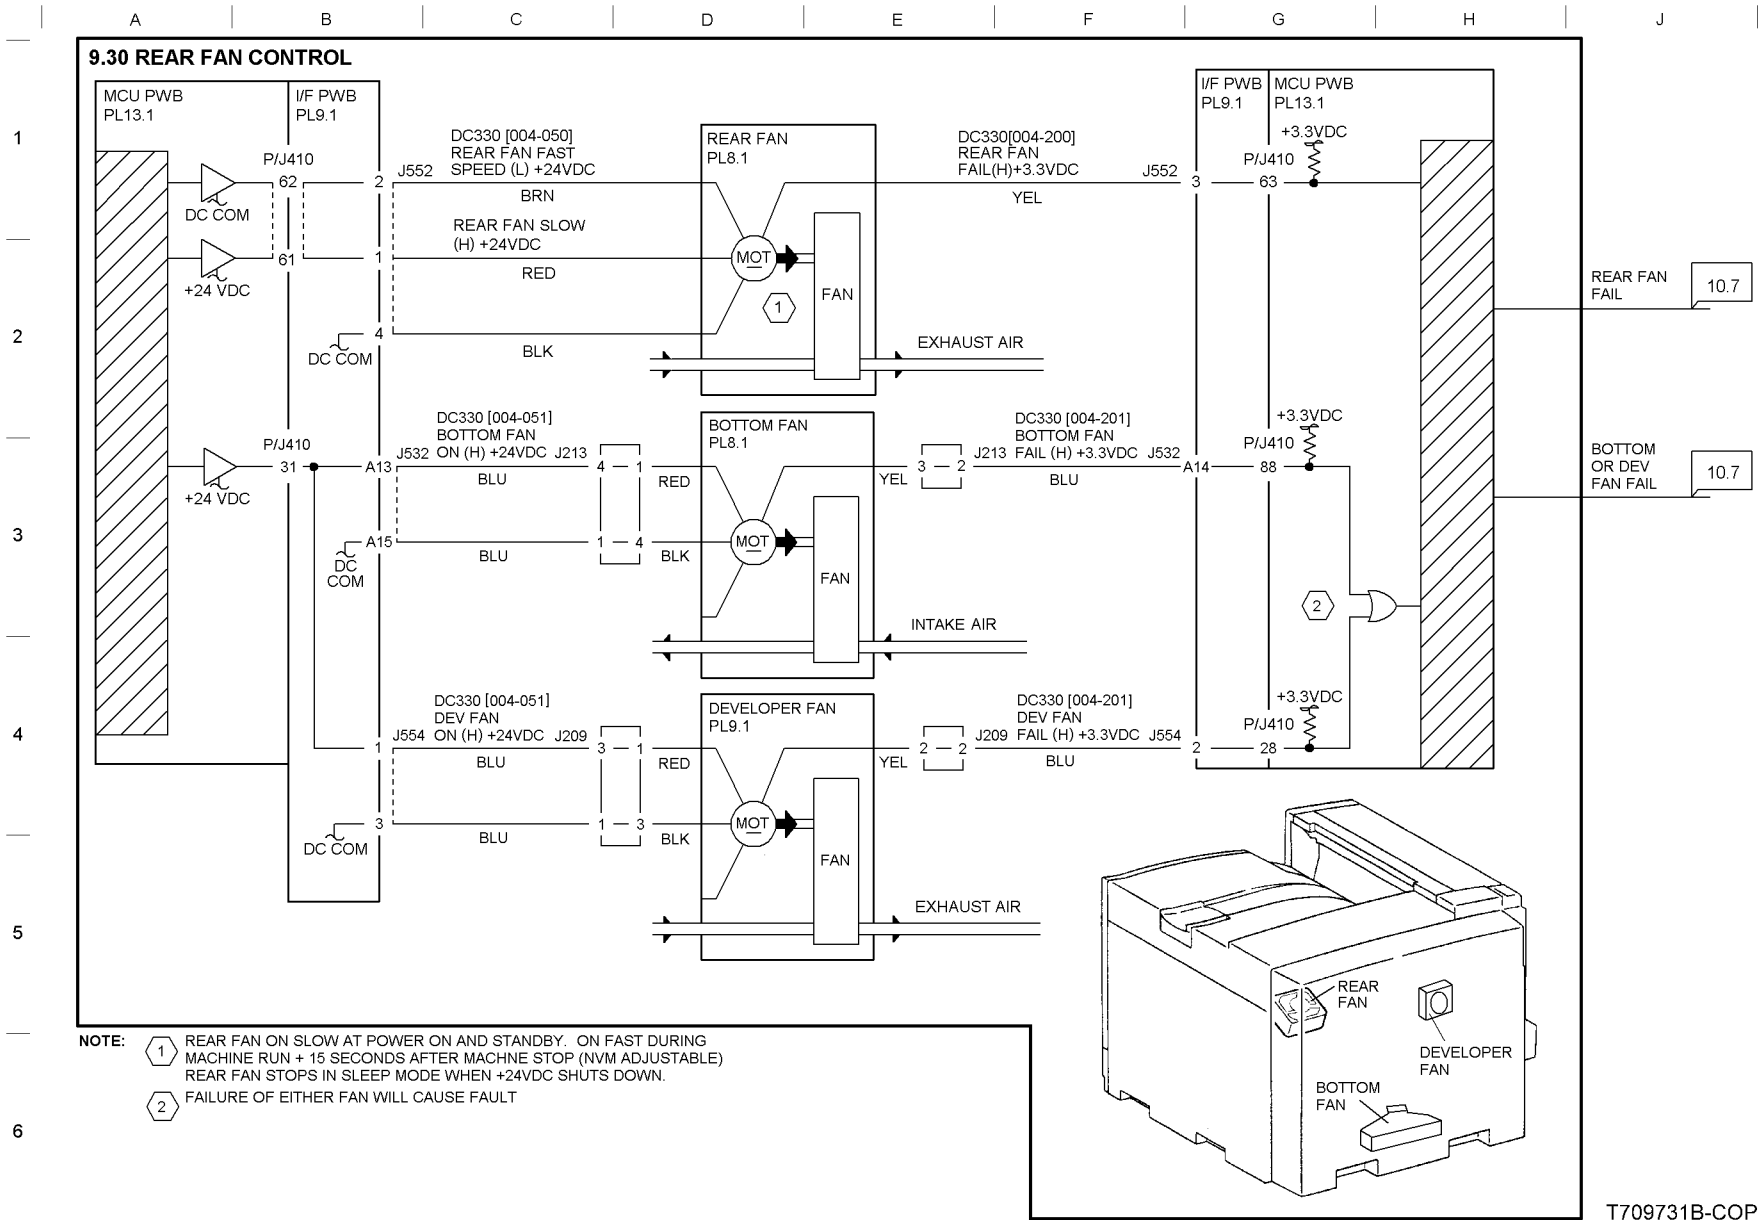 A B C D E F G H J
9.30 REAR FAN CONTROL
1
2
3
4
5
6
MCU PWB
PL13.1
I/F PWB
PL9.1
P/J410
62
2
J552
DC COM
61
1
+24 VDC
4
DC COM
DC330 [004-050]
REAR FAN FAST
SPEED (L) +24VDC
BRN
REAR FAN SLOW
(H) +24VDC
RED
BLK
REAR FAN
PL8.1
MOT
1
FAN
EXHAUST AIR
DC330[004-200]
REAR FAN
FAIL(H)+3.3VDC
YEL
J552
3
I/F PWB
PL9.1
MCU PWB
PL13.1
+3.3VDC
P/J410
63
REAR FAN
FAIL
10.7
P/J410
31
+24 VDC
A13
J532
A15
DC
COM
DC330 [004-051]
BOTTOM FAN
ON (H) +24VDC J213
BLU
4 1
RED
BLU
1 4
BLK
BOTTOM FAN
PL8.1
MOT
FAN
INTAKE AIR
YEL
3 2
J213
DC330 [004-201]
BOTTOM FAN
FAIL (H) +3.3VDC J532
BLU
A14
+3.3VDC
P/J410
88
2
BOTTOM
OR DEV
FAN FAIL
10.7
1
J554
3
DC COM
DC330 [004-051]
DEV FAN
ON (H) +24VDC J209
BLU
3 1
RED
BLU
1 3
BLK
DEVELOPER FAN
PL9.1
MOT
FAN
EXHAUST AIR
YEL
2 2
J209
DC330 [004-201]
DEV FAN
FAIL (H) +3.3VDC J554
BLU
2
+3.3VDC
P/J410
28
REAR
FAN
DEVELOPER
FAN
BOTTOM
FAN
NOTE:
1 REAR FAN ON SLOW AT POWER ON AND STANDBY. ON FAST DURING
MACHINE RUN + 15 SECONDS AFTER MACHNE STOP (NVM ADJUSTABLE)
REAR FAN STOPS IN SLEEP MODE WHEN +24VDC SHUTS DOWN.
2 FAILURE OF EITHER FAN WILL CAUSE FAULT
T709731B-COP